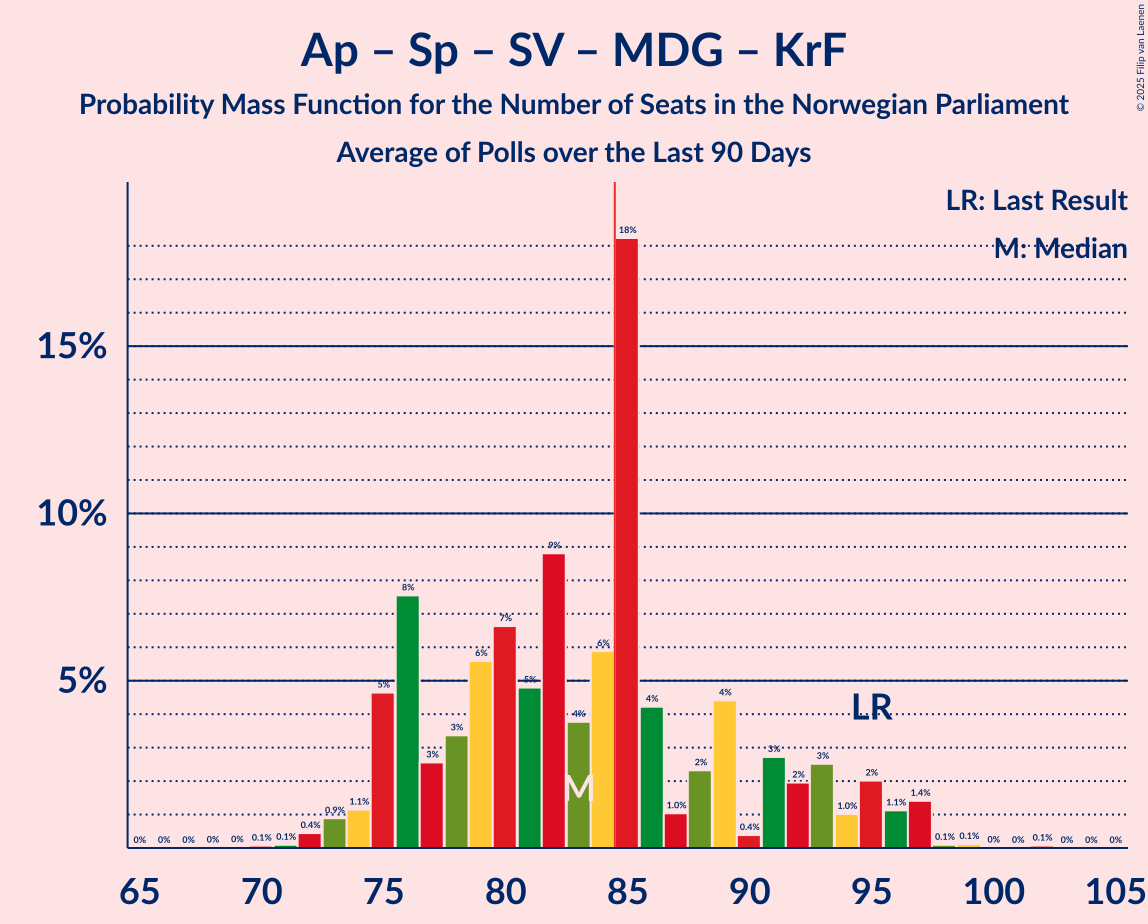 Ap – Sp – SV – MDG – KrF
Probability Mass Function for the Number of Seats in the Norwegian Parliament
Average of Polls over the Last 90 Days
© 2025 Filip van Laenen
LR: Last Result
M: Median
15%
10%
5%
0% 0% 0% 0% 0% 0.1% 0.1% 0.4% 0.9% 1.1% 5% 8% 3% 3% 6% 7% 5% 9% 4% 6% 18% 4% 1.0% 2% 4% 0.4% 3% 2% 3% 1.0% 2% 1.1% 1.4% 0.1% 0.1% 0% 0% 0.1% 0% 0% 0%
LR
M
65 70 75 80 85 90 95 100 105